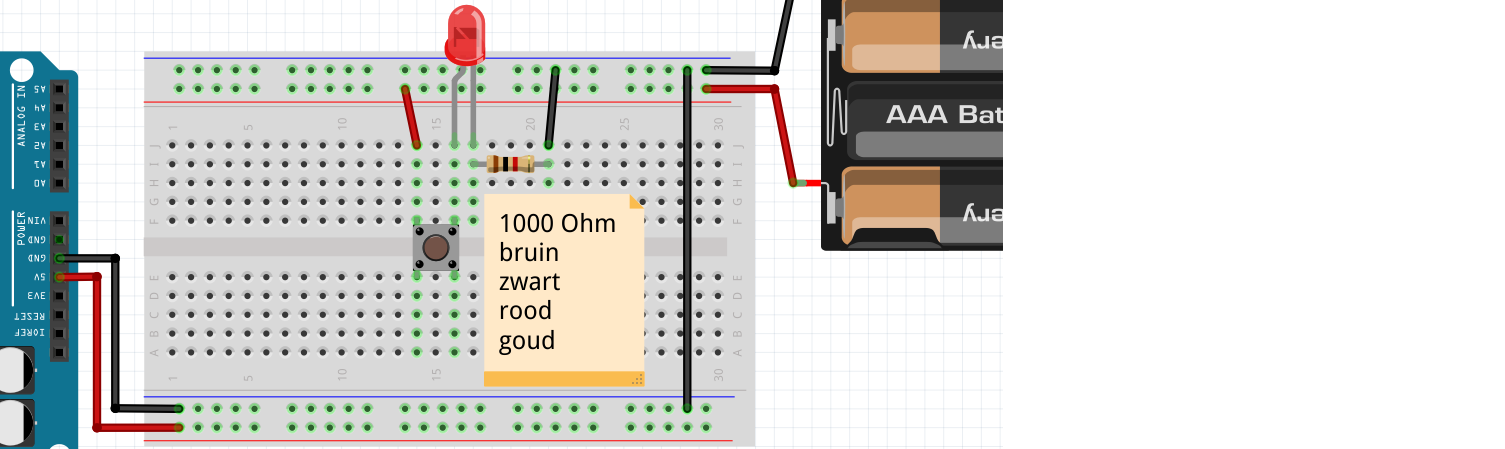 ANALOG IN
A5
A4
A3
A2
A1
A0
POWER
VIN
GND
GND
5V
3V3
RESET
IOREF
1
5
10
15
20
25
30
J
I
H
G
F
J
I
H
G
F
E
D
C
B
A
E
D
C
B
A
1
5
10
15
30
1000 Ohm
bruin
zwart
rood
goud
ery
AAA Bat
ery